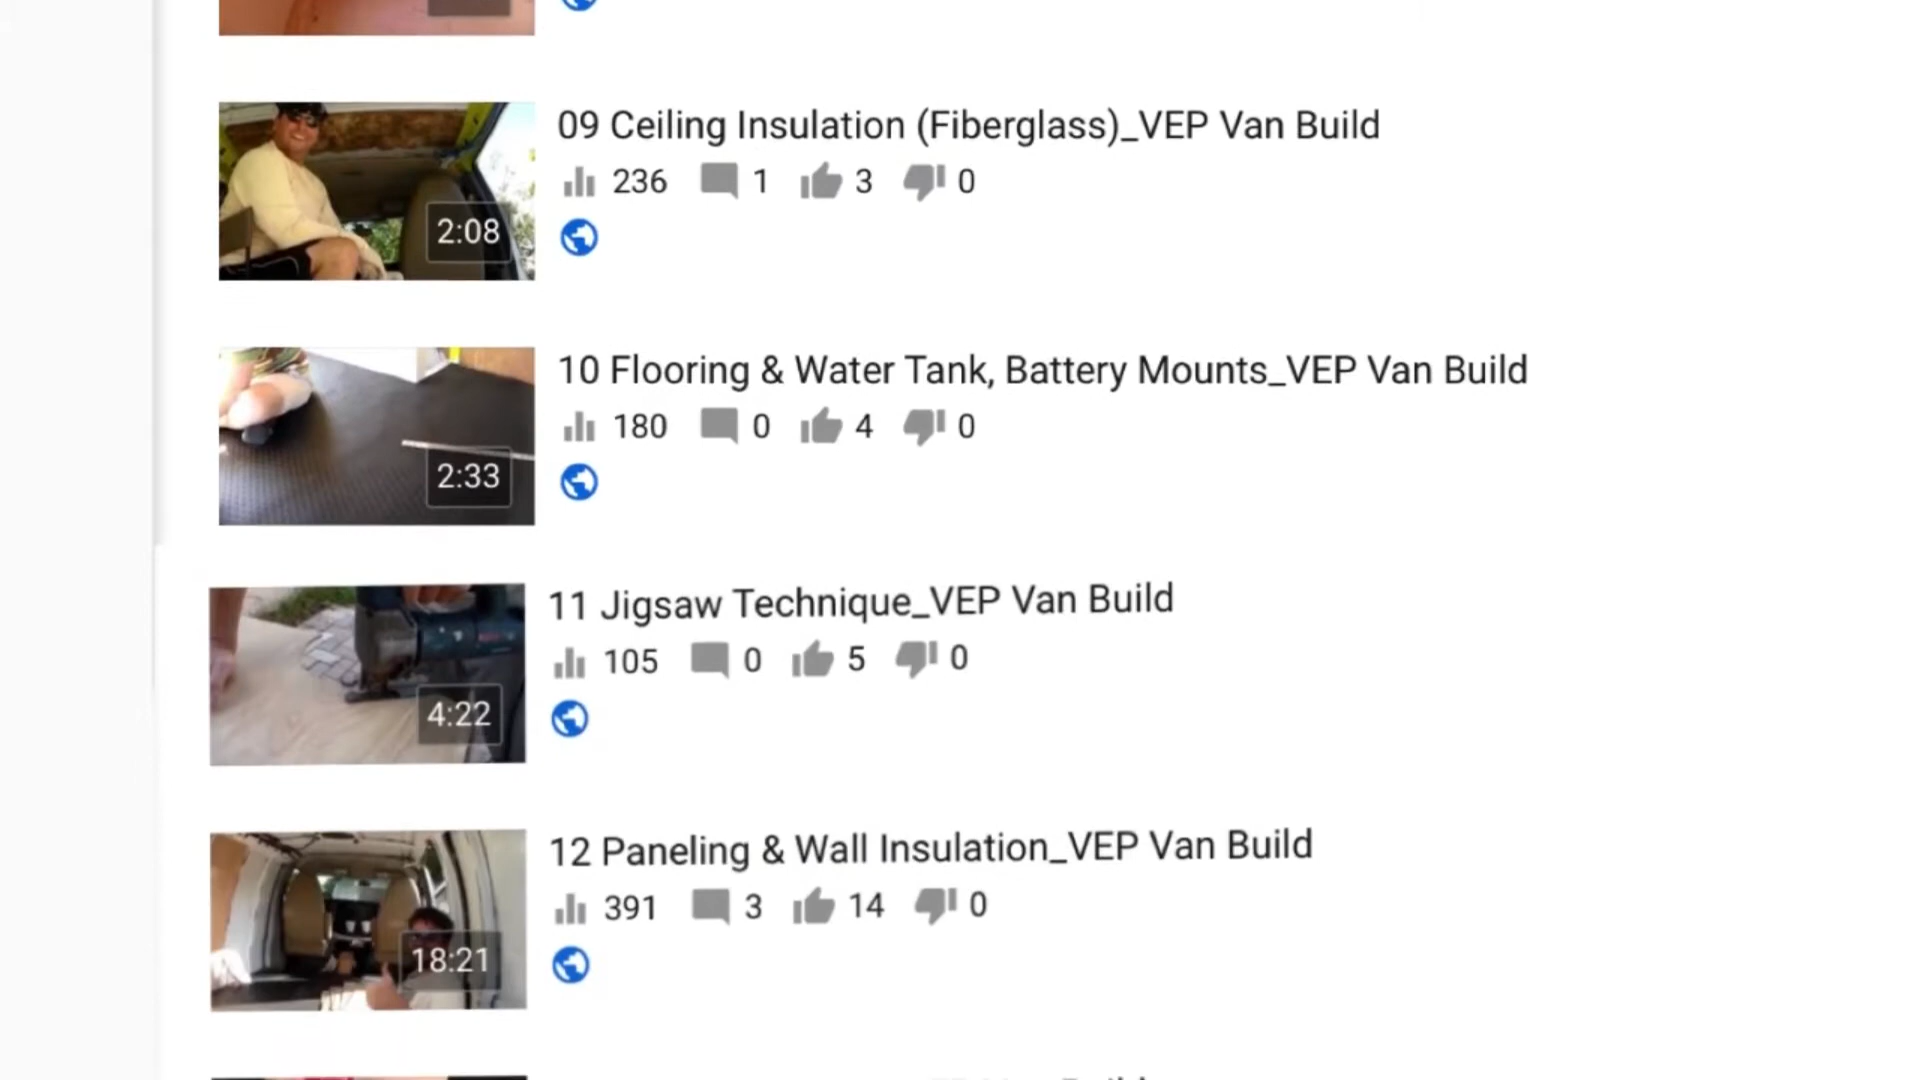 09 Ceiling Insulation (Fiberglass)_VEP Van Build
236 1 3 0
2:08
10 Flooring & Water Tank, Battery Mounts_VEP Van Build
180 0 4 0
2:33
11 Jigsaw Technique_VEP Van Build
105 0 5 0
4:22
12 Paneling & Wall Insulation_VEP Van Build
391 3 14 0
18:21